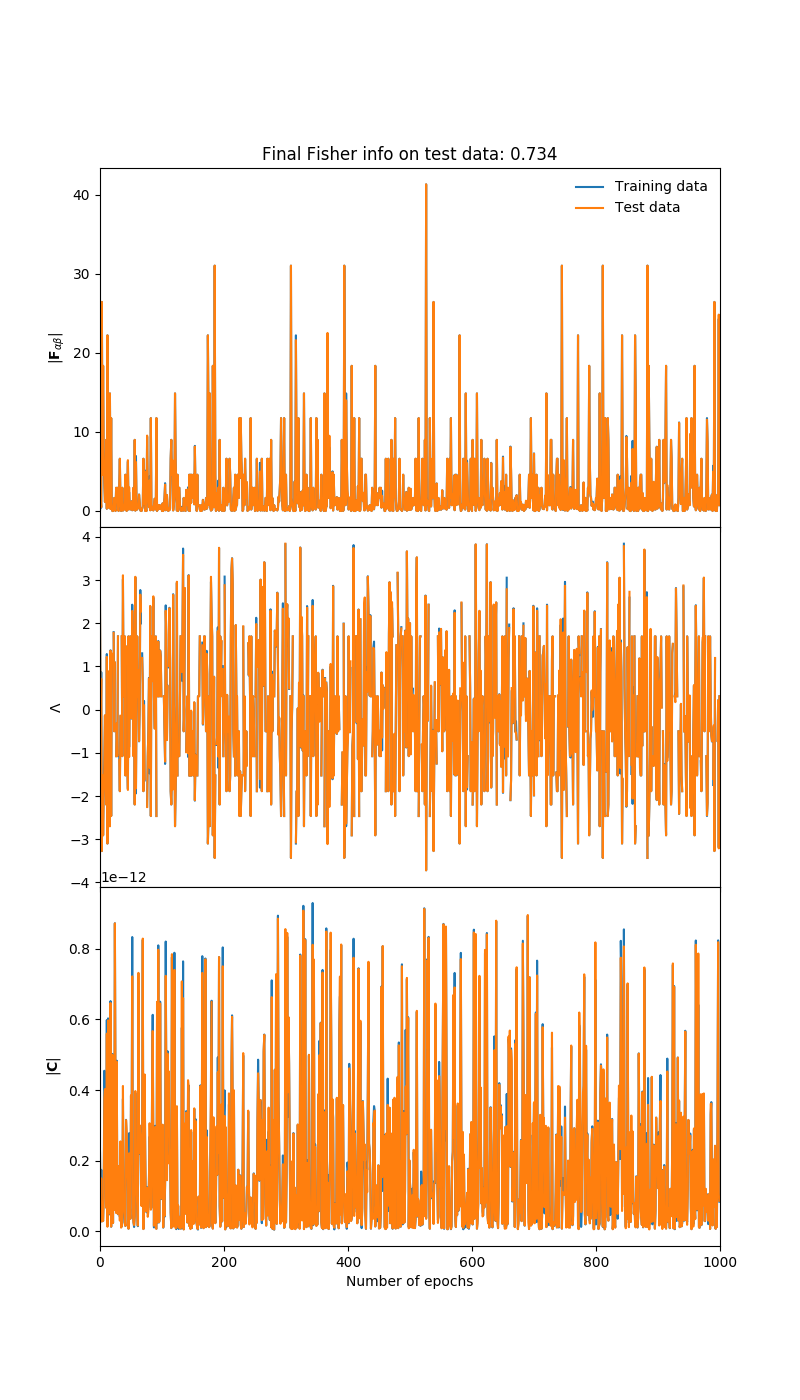 Final Fisher info on test data: 0.734
Training data
Test data
40
30
20
10
0
|F_αβ|
4
3
2
1
0
−1
−2
−3
−4
Λ
1e−12
0.8
0.6
0.4
0.2
0.0
|C|
0 200 400 600 800 1000
Number of epochs